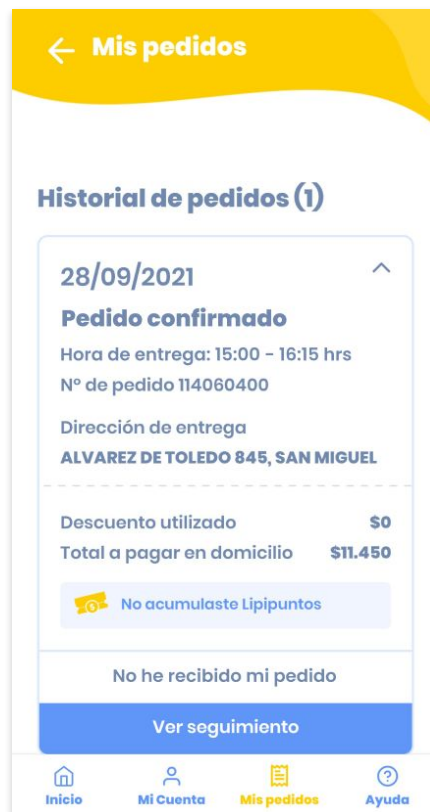 Mis pedidos
Historial de pedidos (1)
28/09/2021
Pedido confirmado
Hora de entrega: 15:00 - 16:15 hrs
N° de pedido 114060400
Dirección de entrega
ALVAREZ DE TOLEDO 845, SAN MIGUEL
Descuento utilizado $0
Total a pagar en domicilio $11.450
No acumulaste Lipipuntos
No he recibido mi pedido
Ver seguimiento
Inicio Mi Cuenta Mis pedidos Ayuda